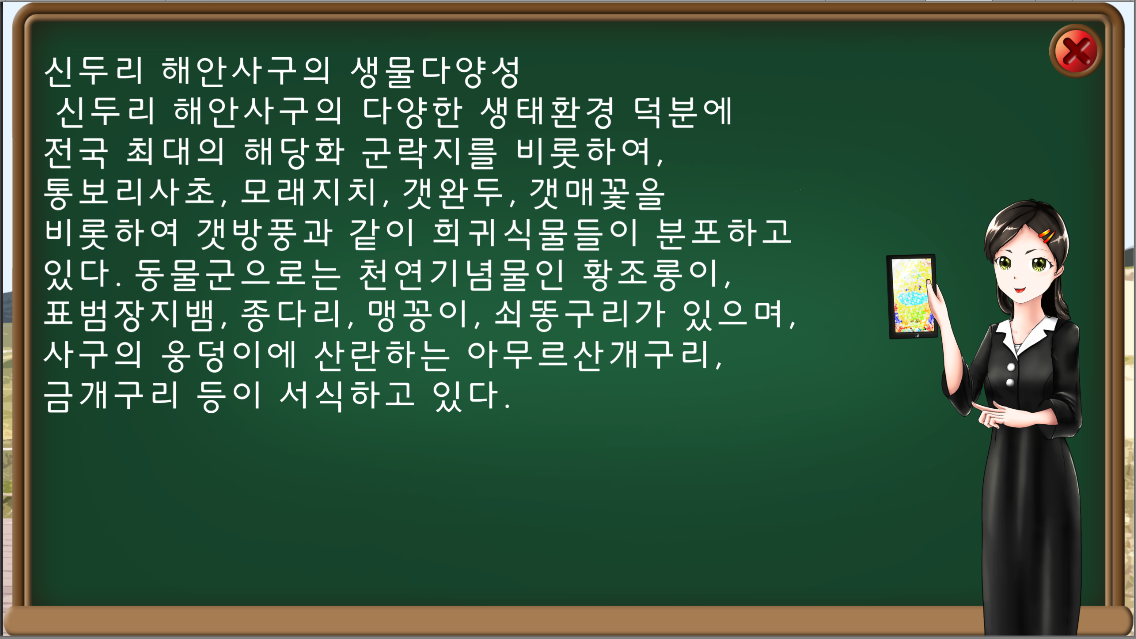 신두리 해안사구의 생물다양성
신두리 해안사구의 다양한 생태환경 덕분에
전국 최대의 해당화 군락지를 비롯하여,
통보리사초, 모래지치, 갯완두, 갯매꽃을
비롯하여 갯방풍과 같이 희귀식물들이 분포하고
있다. 동물군으로는 천연기념물인 황조롱이,
표범장지뱀, 종다리, 맹꽁이, 쇠똥구리가 있으며,
사구의 웅덩이에 산란하는 아무르산개구리,
금개구리 등이 서식하고 있다.